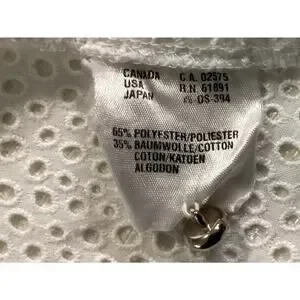 CANADA C.A. 02575
USA R.N. 61891
JAPAN OS-394
65% POLYESTER/POLIESTER
35% BAUMWOLLE/COTTON
COTON/KATOEN
ALGODON